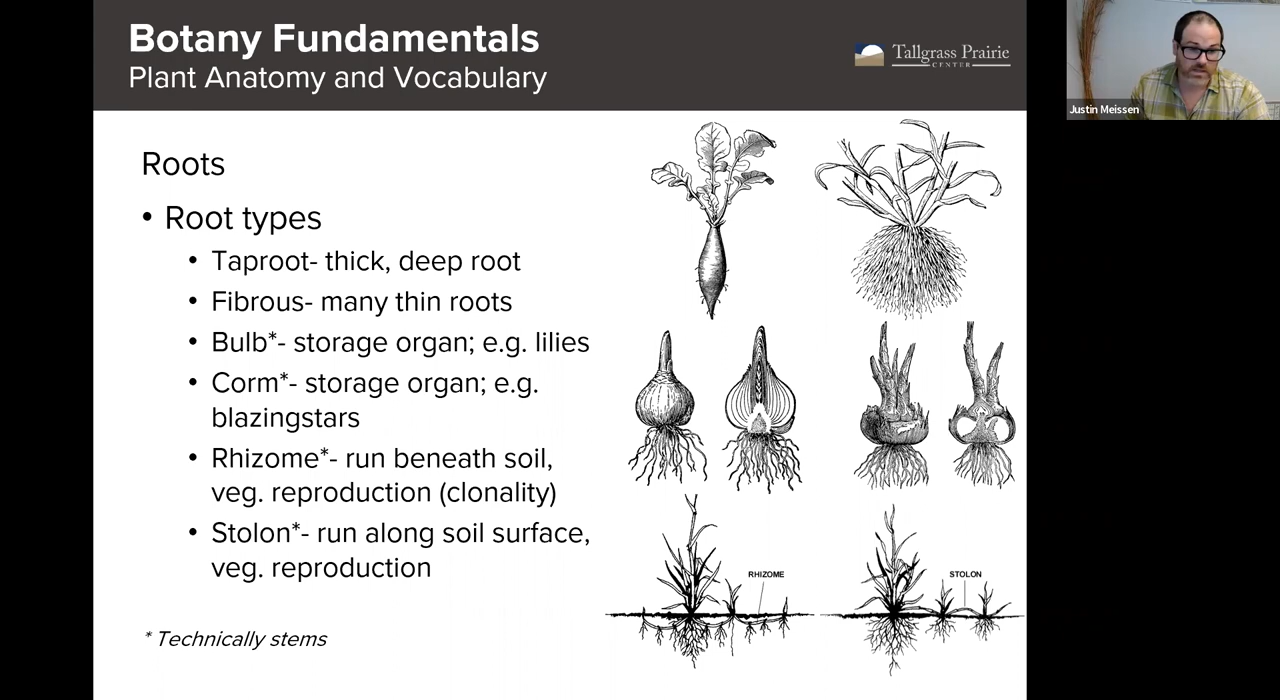 Botany Fundamentals
Plant Anatomy and Vocabulary
Tallgrass Prairie
CENTER
Justin Meissen
Roots
• Root types
• Taproot- thick, deep root
• Fibrous- many thin roots
• Bulb*- storage organ; e.g. lilies
• Corm*- storage organ; e.g.
blazingstars
• Rhizome*- run beneath soil,
veg. reproduction (clonality)
• Stolon*- run along soil surface,
veg. reproduction
* Technically stems
RHIZOME
STOLON